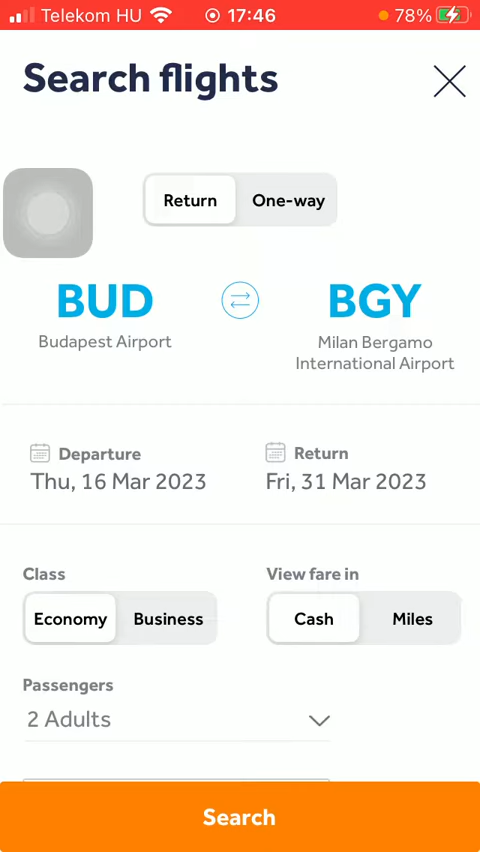 Telekom HU 17:46 78%
Search flights
Return One-way
BUD BGY
Budapest Airport Milan Bergamo
International Airport
Departure Return
Thu, 16 Mar 2023 Fri, 31 Mar 2023
Class View fare in
Economy Business Cash Miles
Passengers
2 Adults
Search